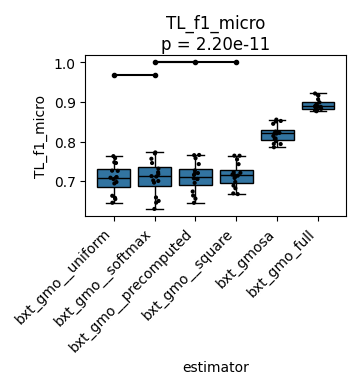 TL_f1_micro
p = 2.20e-11
1.0
0.9
0.8
0.7
TL_f1_micro
bxt_gmo__uniform
bxt_gmo__softmax
bxt_gmo__precomputed
bxt_gmo__square
bxt_gmosa
bxt_gmo_full
estimator